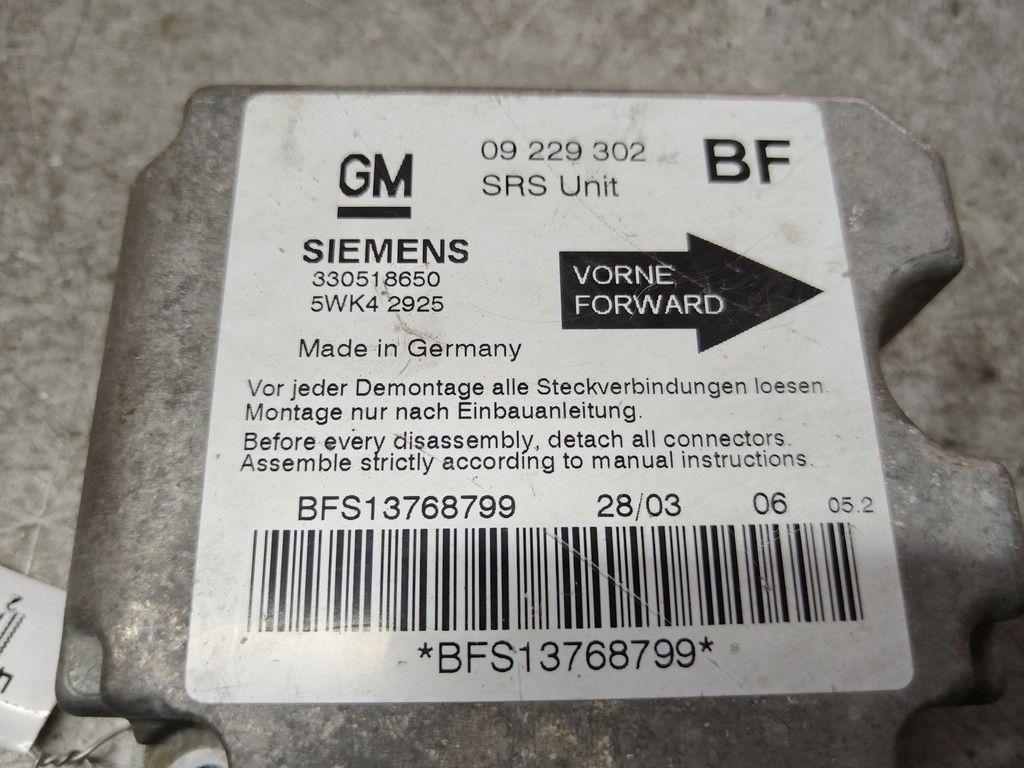 GM
09 229 302
SRS Unit
BF
SIEMENS
330518650
5WK4 2925
VORNE
FORWARD
Made in Germany
Vor jeder Demontage alle Steckverbindungen loesen.
Montage nur nach Einbauanleitung.
Before every disassembly, detach all connectors.
Assemble strictly according to manual instructions.
BFS13768799 28/03 06 05.2
*BFS13768799*